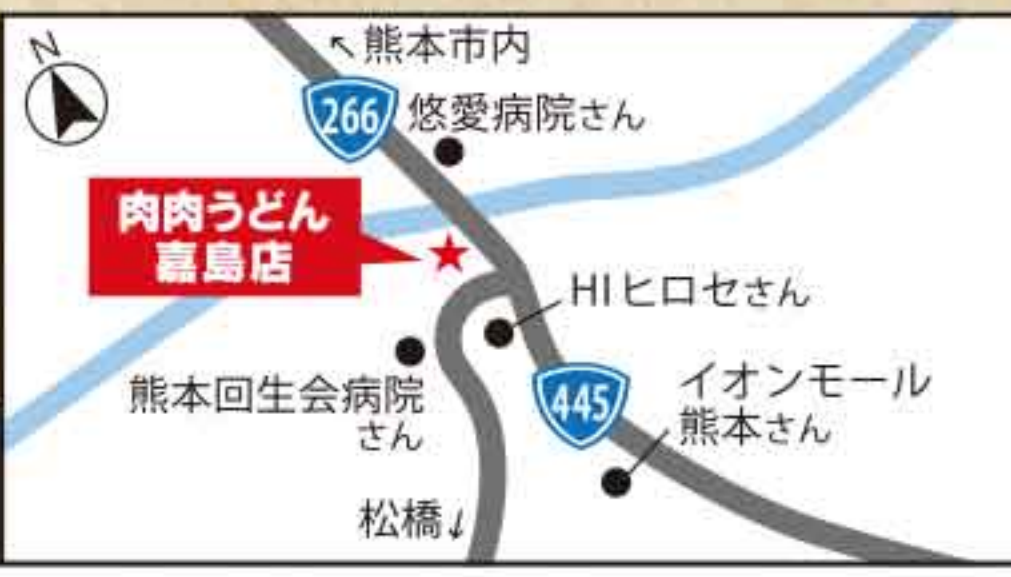 N
↖熊本市内
266
悠愛病院さん
肉肉うどん
嘉島店
HIヒロセさん
熊本回生会病院
さん
445
イオンモール
熊本さん
松橋↓